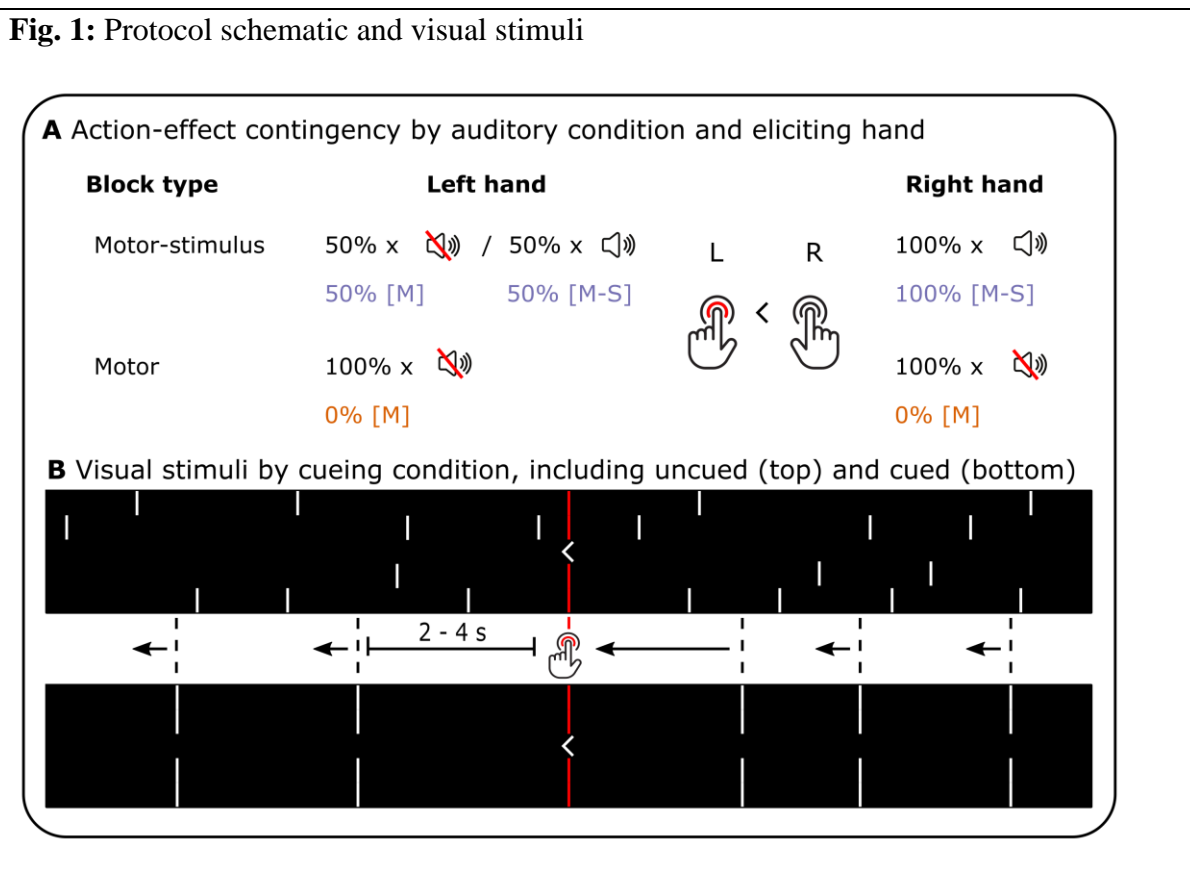 Fig. 1: Protocol schematic and visual stimuli
A Action-effect contingency by auditory condition and eliciting hand
Block type Left hand Right hand
Motor-stimulus 50% x / 50% x L R 100% x
50% [M] 50% [M-S] < 100% [M-S]
Motor 100% x 100% x
0% [M] 0% [M]
B Visual stimuli by cueing condition, including uncued (top) and cued (bottom)
<
2 - 4 s
<